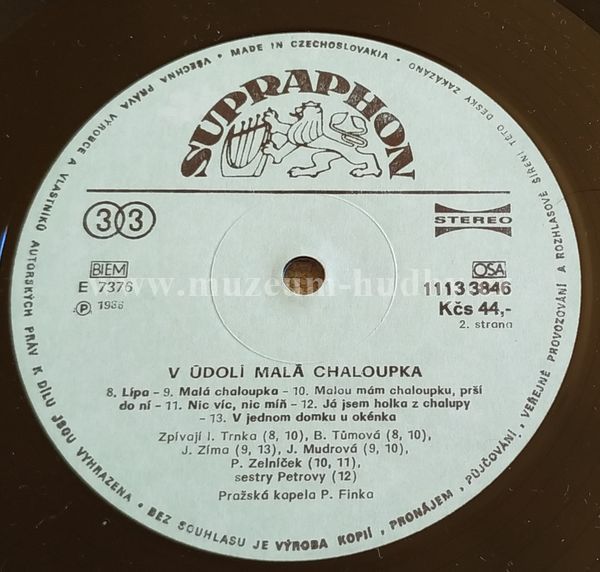 VŠECHNA PRÁVA VÝROBCE A VLASTNÍKŮ AUTORSKÝCH PRÁV K DÍLU JSOU VYHRAZENA • BEZ SOUHLASU JE VÝROBA KOPIÍ, PRONÁJEM, PŮJČOVÁNÍ, VEŘEJNÉ PROVOZOVÁNÍ A ROZHLASOVÉ ŠÍŘENÍ TÉTO DESKY ZAKÁZÁNO
• MADE IN CZECHOSLOVAKIA •
SUPRAPHON
33
STEREO
BIEM
OSA
www.muzeum-hudby
E 7376
1113 3846
Ⓟ 1986
Kčs 44,-
2. strana
V ÚDOLÍ MALÁ CHALOUPKA
8. Lípa – 9. Malá chaloupka – 10. Malou mám chaloupku, prší
do ní – 11. Nic víc, nic míň – 12. Já jsem holka z chalupy
– 13. V jednom domku u okénka
Zpívají I. Trnka (8, 10), B. Tůmová (8, 10),
J. Zíma (9, 13), J. Mudrová (9, 10),
P. Zelníček (10, 11),
sestry Petrovy (12)
Pražská kapela P. Finka